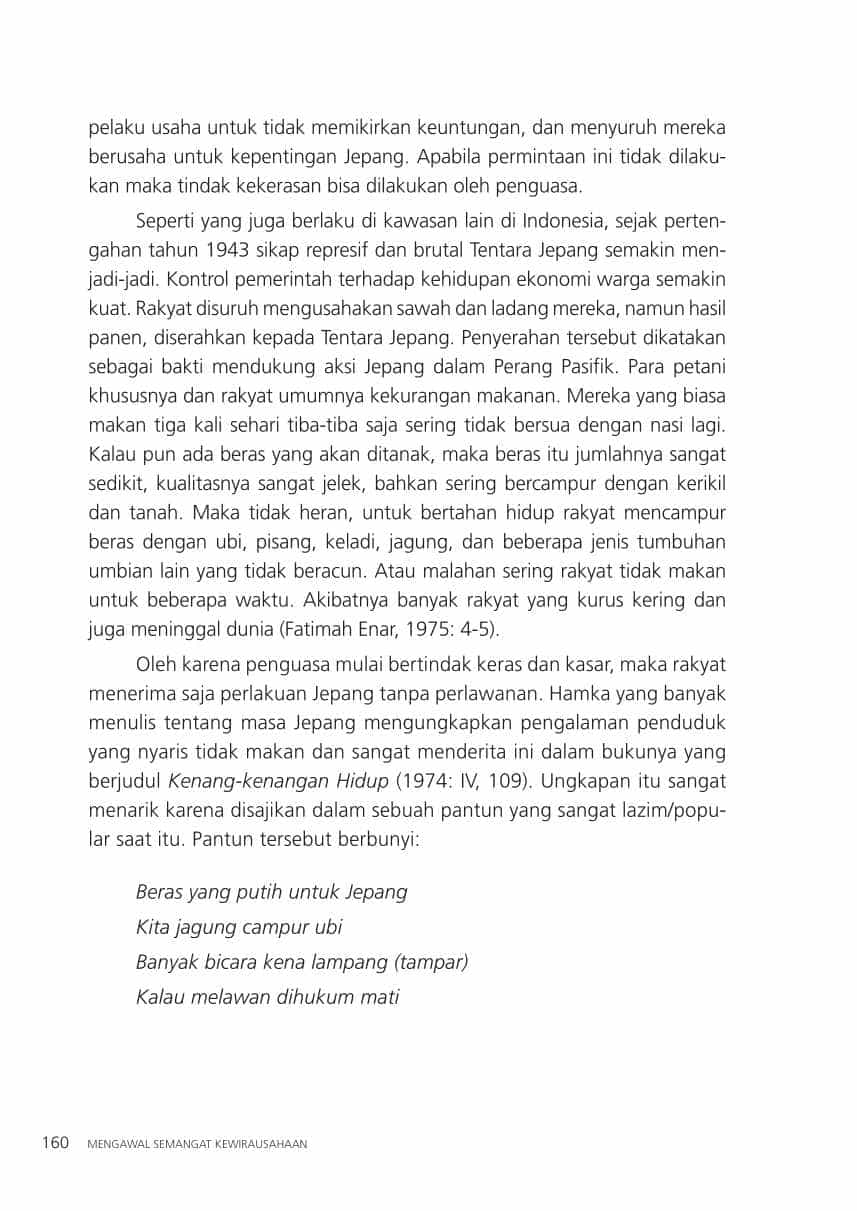 pelaku usaha untuk tidak memikirkan keuntungan, dan menyuruh mereka
berusaha untuk kepentingan Jepang. Apabila permintaan ini tidak dilaku-
kan maka tindak kekerasan bisa dilakukan oleh penguasa.
Seperti yang juga berlaku di kawasan lain di Indonesia, sejak perten-
gahan tahun 1943 sikap represif dan brutal Tentara Jepang semakin men-
jadi-jadi. Kontrol pemerintah terhadap kehidupan ekonomi warga semakin
kuat. Rakyat disuruh mengusahakan sawah dan ladang mereka, namun hasil
panen, diserahkan kepada Tentara Jepang. Penyerahan tersebut dikatakan
sebagai bakti mendukung aksi Jepang dalam Perang Pasifik. Para petani
khususnya dan rakyat umumnya kekurangan makanan. Mereka yang biasa
makan tiga kali sehari tiba-tiba saja sering tidak bersua dengan nasi lagi.
Kalau pun ada beras yang akan ditanak, maka beras itu jumlahnya sangat
sedikit, kualitasnya sangat jelek, bahkan sering bercampur dengan kerikil
dan tanah. Maka tidak heran, untuk bertahan hidup rakyat mencampur
beras dengan ubi, pisang, keladi, jagung, dan beberapa jenis tumbuhan
umbian lain yang tidak beracun. Atau malahan sering rakyat tidak makan
untuk beberapa waktu. Akibatnya banyak rakyat yang kurus kering dan
juga meninggal dunia (Fatimah Enar, 1975: 4-5).
Oleh karena penguasa mulai bertindak keras dan kasar, maka rakyat
menerima saja perlakuan Jepang tanpa perlawanan. Hamka yang banyak
menulis tentang masa Jepang mengungkapkan pengalaman penduduk
yang nyaris tidak makan dan sangat menderita ini dalam bukunya yang
berjudul Kenang-kenangan Hidup (1974: IV, 109). Ungkapan itu sangat
menarik karena disajikan dalam sebuah pantun yang sangat lazim/popu-
lar saat itu. Pantun tersebut berbunyi:
Beras yang putih untuk Jepang
Kita jagung campur ubi
Banyak bicara kena lampang (tampar)
Kalau melawan dihukum mati
160 MENGAWAL SEMANGAT KEWIRAUSAHAAN